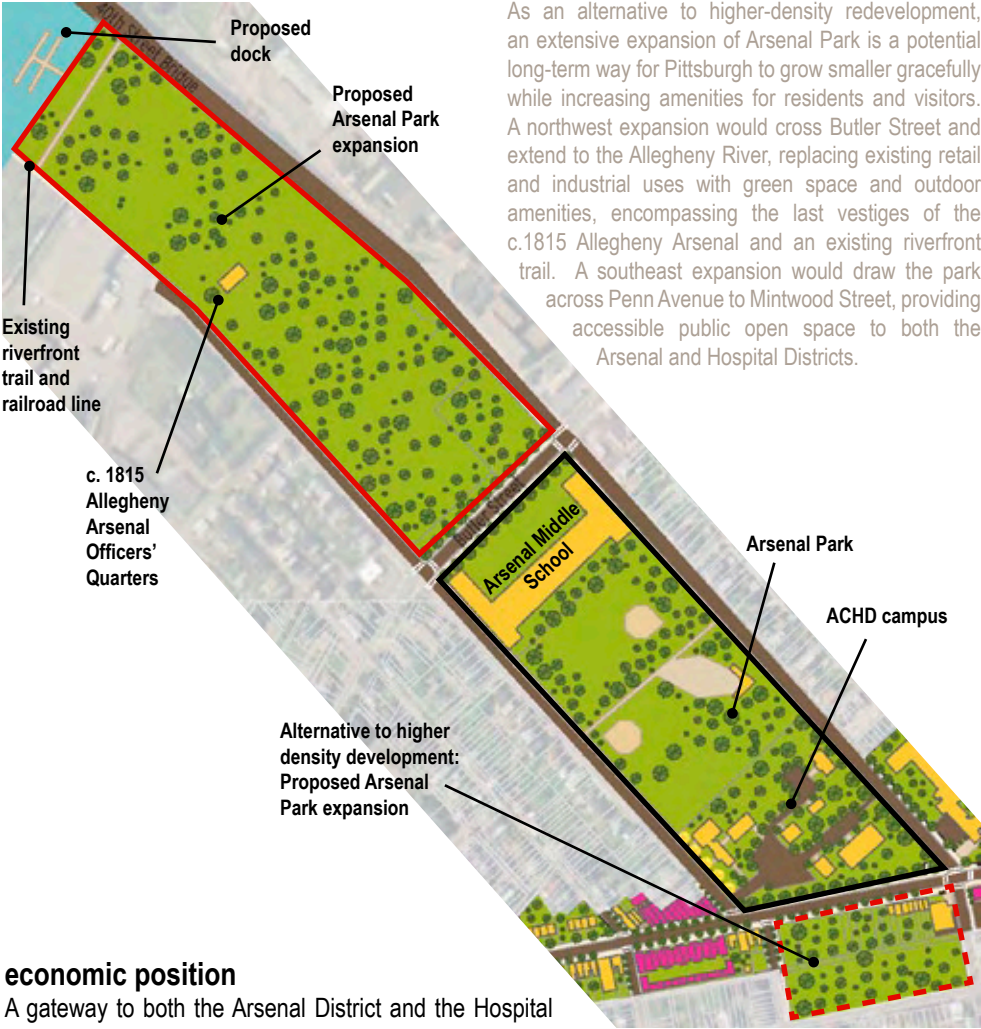 As an alternative to higher-density redevelopment,
an extensive expansion of Arsenal Park is a potential
long-term way for Pittsburgh to grow smaller gracefully
while increasing amenities for residents and visitors.
A northwest expansion would cross Butler Street and
extend to the Allegheny River, replacing existing retail
and industrial uses with green space and outdoor
amenities, encompassing the last vestiges of the
c.1815 Allegheny Arsenal and an existing riverfront
trail. A southeast expansion would draw the park
across Penn Avenue to Mintwood Street, providing
accessible public open space to both the
Arsenal and Hospital Districts.
40th Street Bridge
Proposed
dock
Proposed
Arsenal Park
expansion
Existing
riverfront
trail and
railroad line
c. 1815
Allegheny
Arsenal
Officers'
Quarters
Butler Street
Arsenal Middle
School
Arsenal Park
ACHD campus
Alternative to higher
density development:
Proposed Arsenal
Park expansion
economic position
A gateway to both the Arsenal District and the Hospital